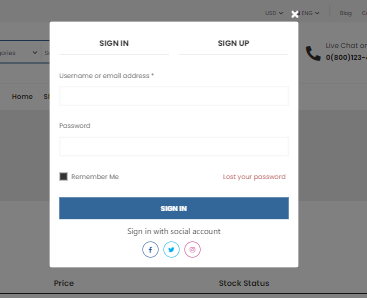 USD ENG Blog
SIGN IN SIGN UP
Live Chat or
0(800)123-
Username or email address *
Home
Password
Remember Me Lost your password
SIGN IN
Sign in with social account
Price Stock Status